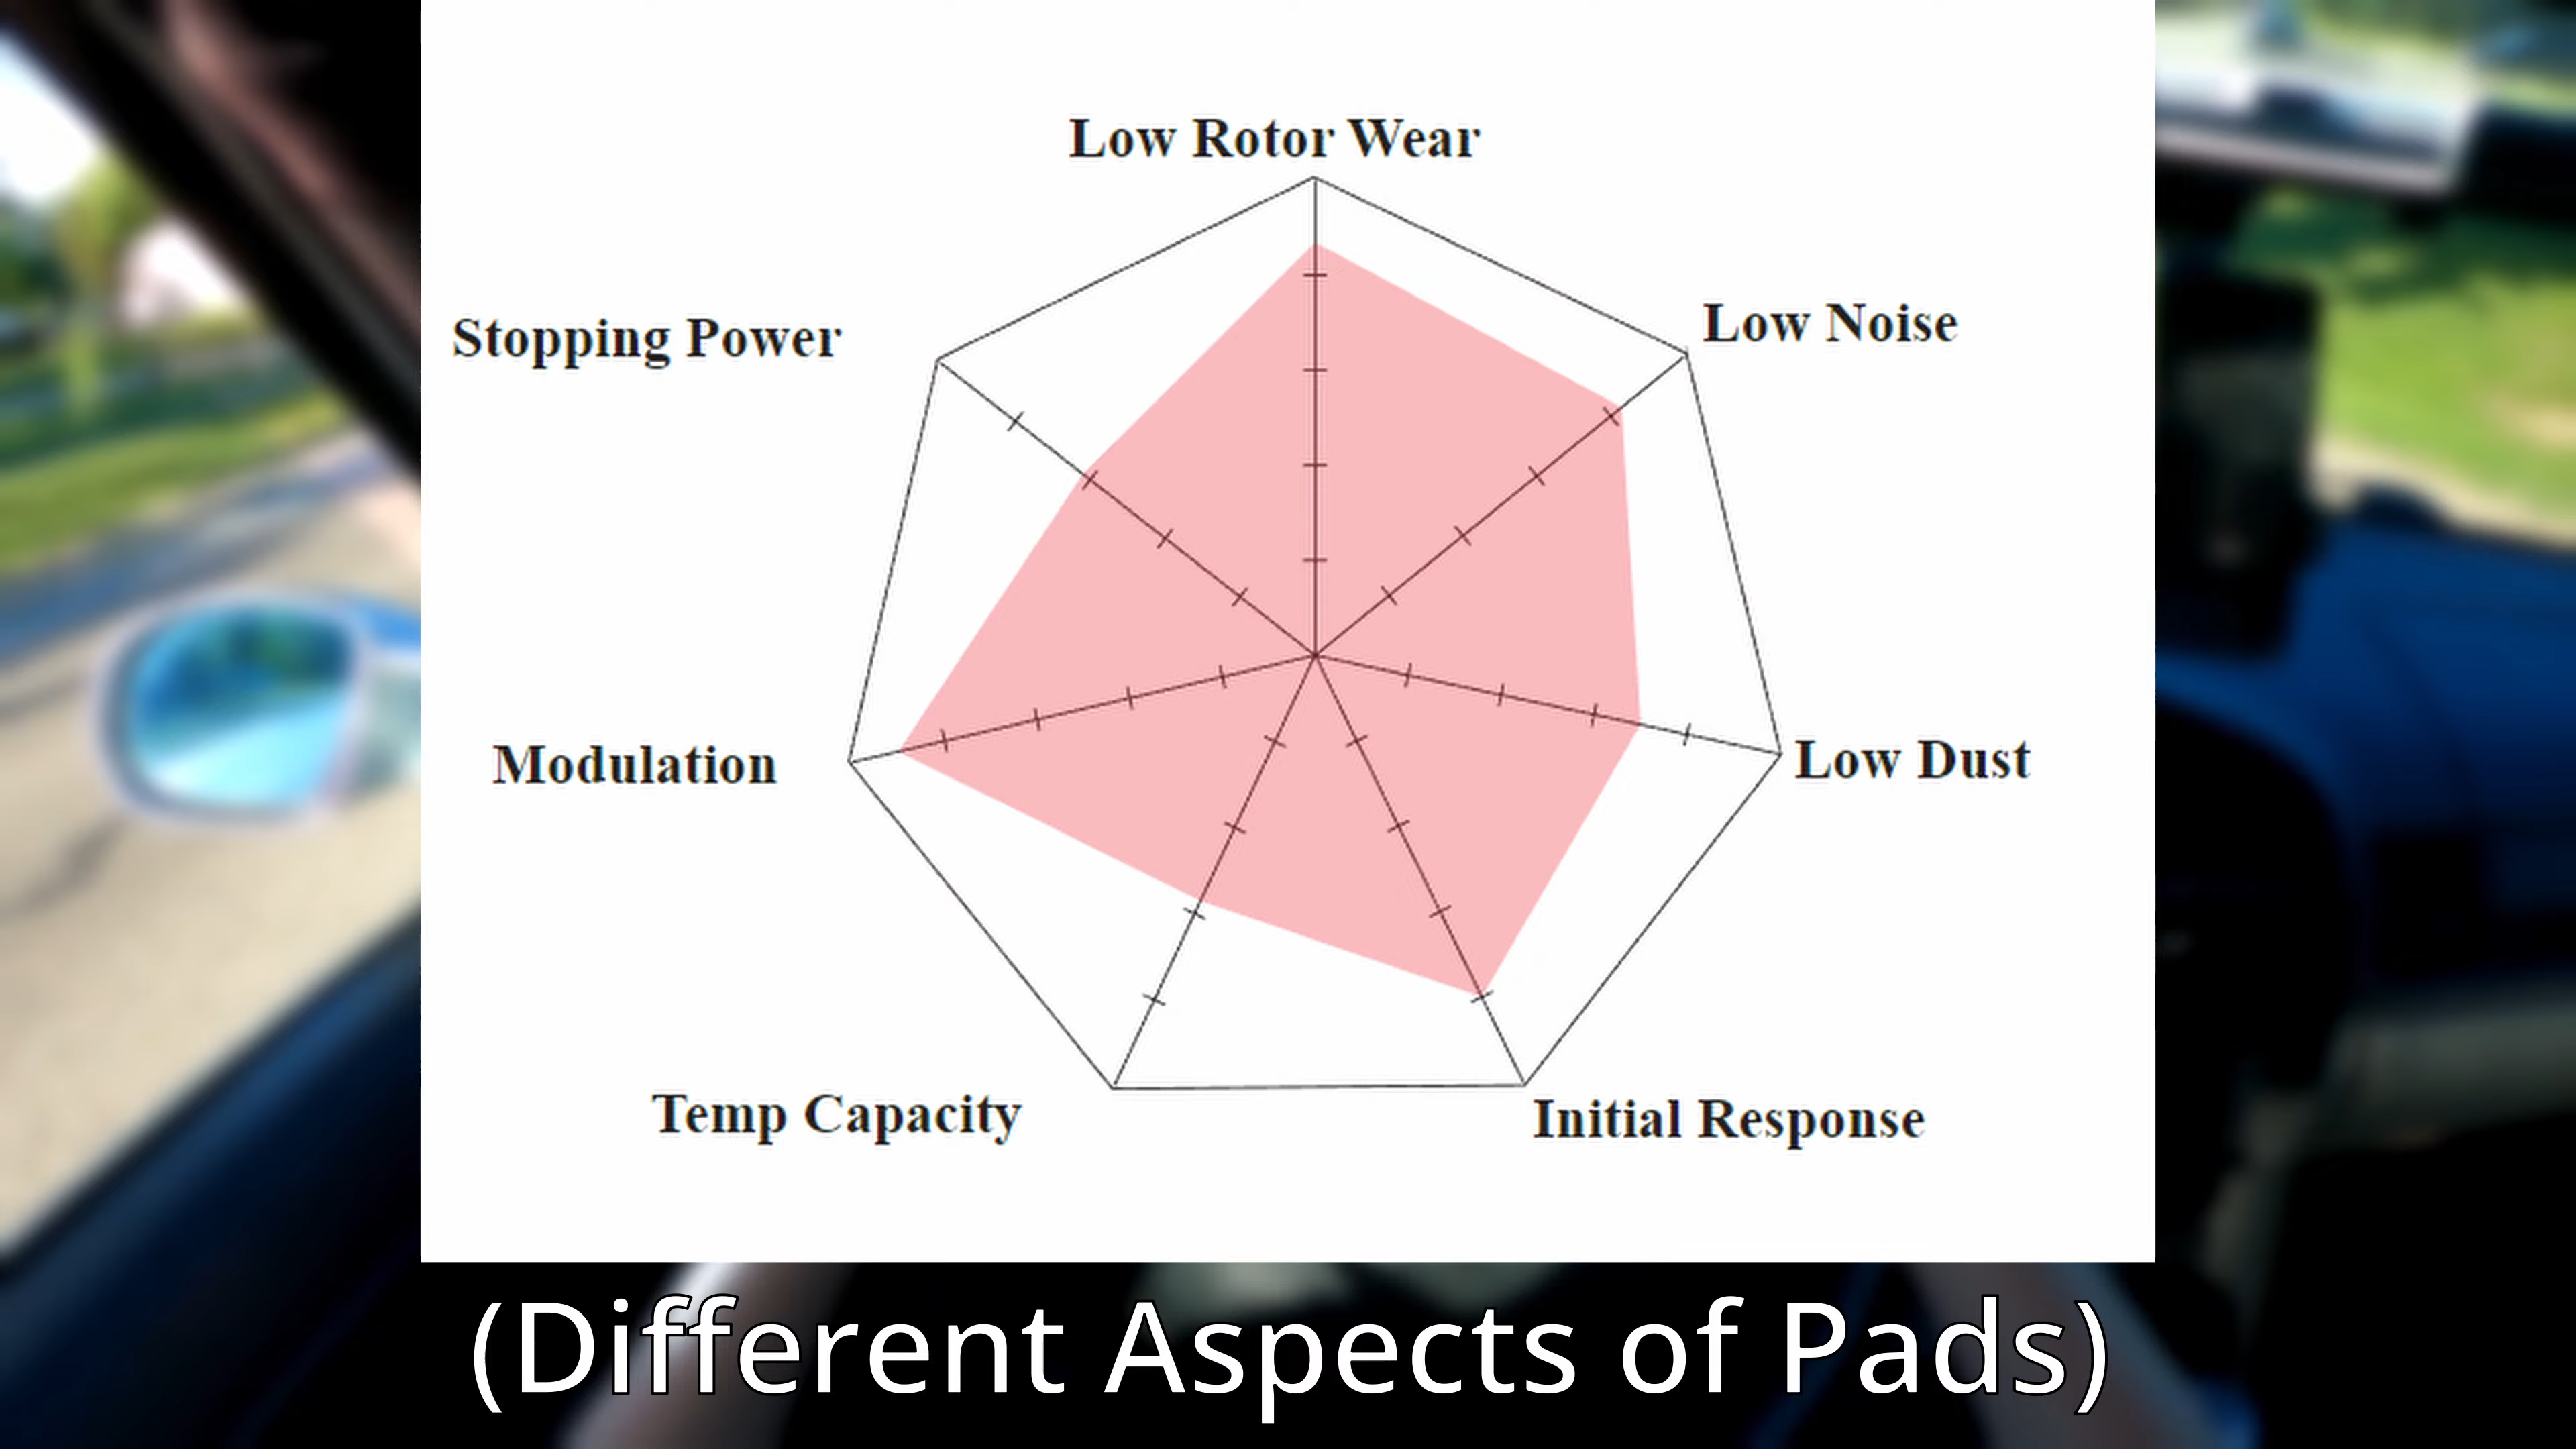 Low Rotor Wear
Low Noise
Stopping Power
Modulation
Low Dust
Temp Capacity
Initial Response
(Different Aspects of Pads)